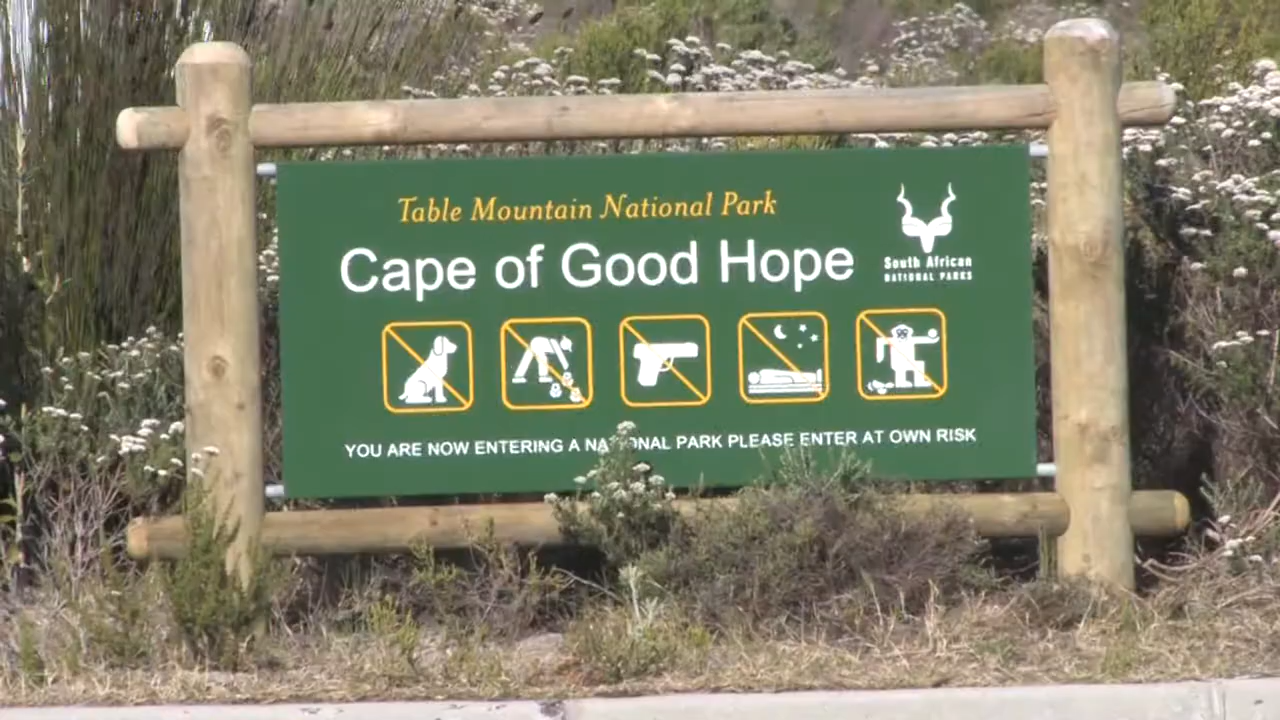 Table Mountain National Park
Cape of Good Hope
South African
NATIONAL PARKS
YOU ARE NOW ENTERING A NATIONAL PARK PLEASE ENTER AT OWN RISK